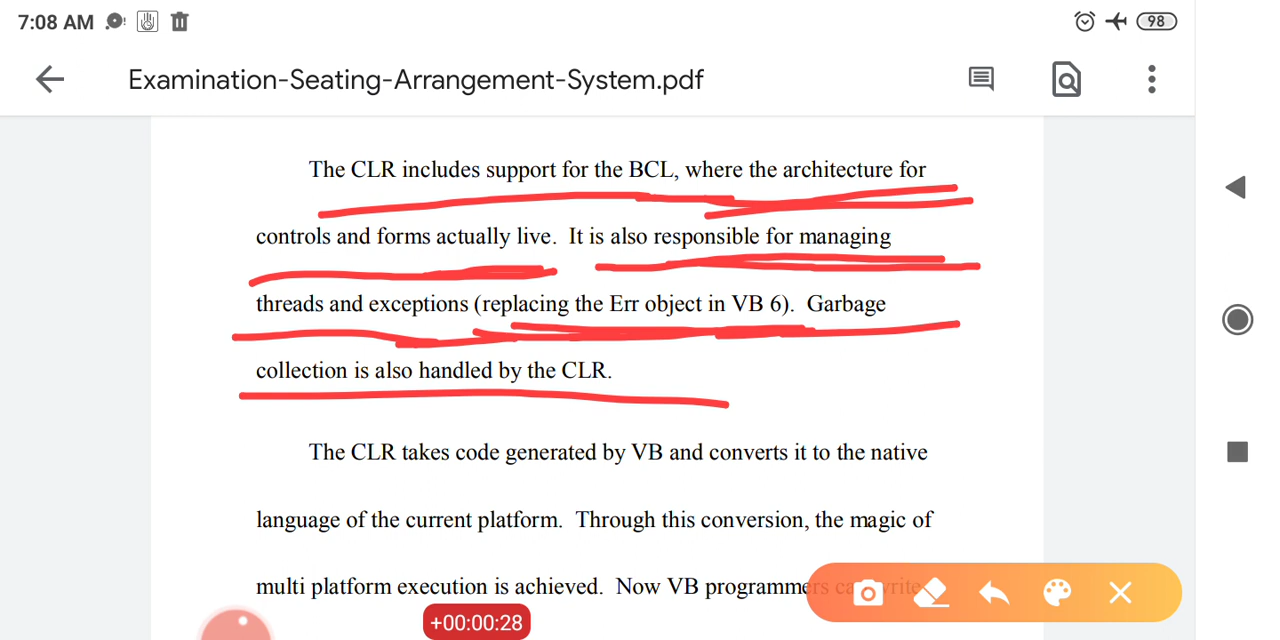 7:08 AM
98
Examination-Seating-Arrangement-System.pdf
The CLR includes support for the BCL, where the architecture for
controls and forms actually live. It is also responsible for managing
threads and exceptions (replacing the Err object in VB 6). Garbage
collection is also handled by the CLR.
The CLR takes code generated by VB and converts it to the native
language of the current platform. Through this conversion, the magic of
multi platform execution is achieved. Now VB programmers can write
+00:00:28